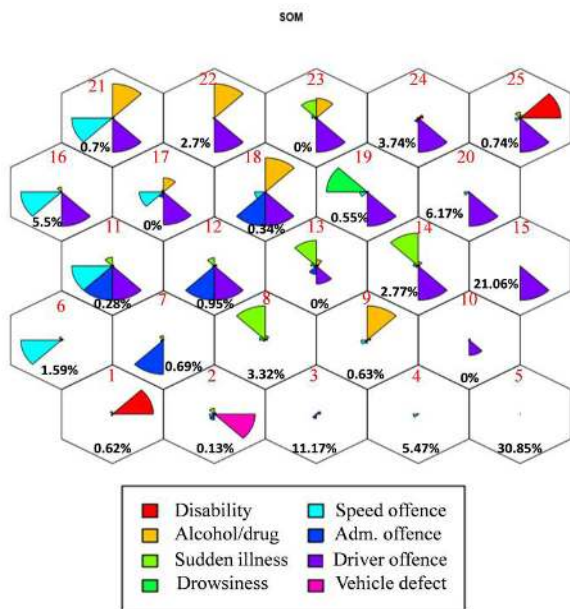 SOM
21 22 23 24 25
0.7% 2.7% 0% 3.74% 0.74%
16 17 18 19 20
5.5% 0% 0.34% 0.55% 6.17%
11 12 13 14 15
0.28% 0.95% 0% 2.77% 21.06%
6 7 8 9 10
1.59% 0.69% 3.32% 0.63% 0%
1 2 3 4 5
0.62% 0.13% 11.17% 5.47% 30.85%
Disability Speed offence
Alcohol/drug Adm. offence
Sudden illness Driver offence
Drowsiness Vehicle defect